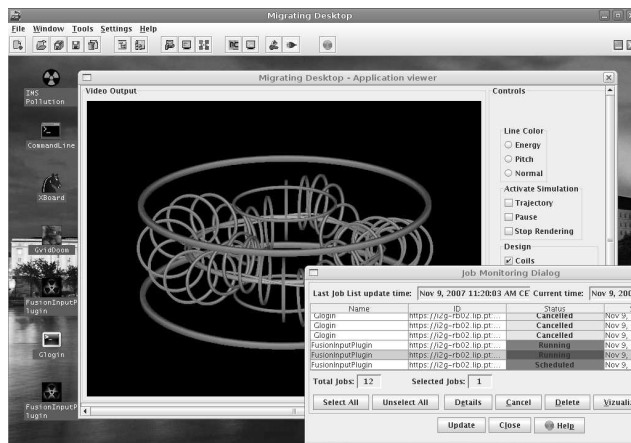 Migrating Desktop
File Window Tools Settings Help
Migrating Desktop - Application viewer
IMS Pollution
CommandLine
XBoard
GvidDoom
FusionInputPlugin
Glogin
FusionInputPlugin
Video Output
Controls
Line Color
Energy
Pitch
Normal
Activate Simulation
Trajectory
Pause
Stop Rendering
Design
Coils
Job Monitoring Dialog
Last Job List update time: Nov 9, 2007 11:20:03 AM CE Current time: Nov 9, 200
Name ID Status
Glogin https://i2g-rb02.lip.pt:... Cancelled Nov 9,
Glogin https://i2g-rb02.lip.pt:... Cancelled Nov 9,
Glogin https://i2g-rb02.lip.pt:... Cancelled Nov 9,
FusionInputPlugin https://i2g-rb02.lip.pt:... Running Nov 9,
FusionInputPlugin https://i2g-rb02.lip.pt:... Running Nov 9,
FusionInputPlugin https://i2g-rb02.lip.pt:... Scheduled Nov 9,
Total Jobs: 12 Selected Jobs: 1
Select All Unselect All Details Cancel Delete Vizuali
Update Close Help